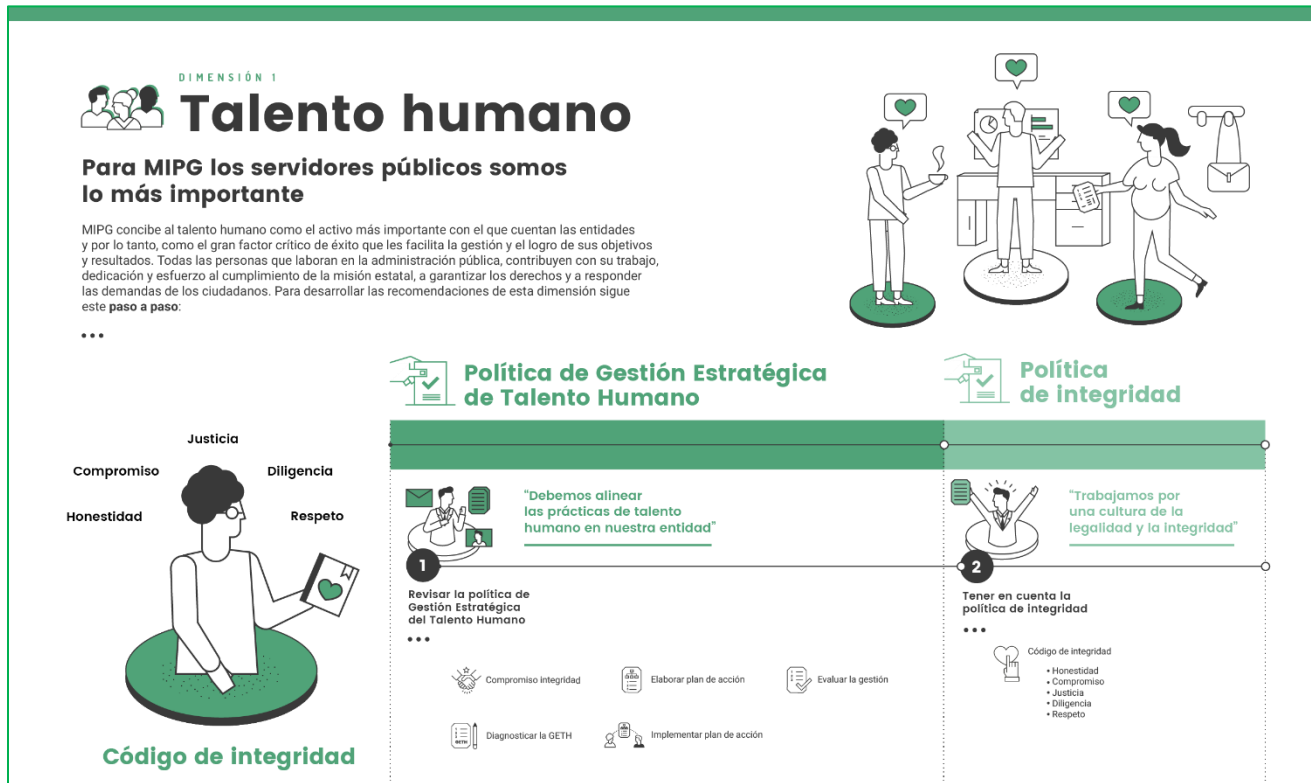 DIMENSIÓN 1
Talento humano
Para MIPG los servidores públicos somos
lo más importante
MIPG concibe al talento humano como el activo más importante con el que cuentan las entidades
y por lo tanto, como el gran factor crítico de éxito que les facilita la gestión y el logro de sus objetivos
y resultados. Todas las personas que laboran en la administración pública, contribuyen con su trabajo,
dedicación y esfuerzo al cumplimiento de la misión estatal, a garantizar los derechos y a responder
las demandas de los ciudadanos. Para desarrollar las recomendaciones de esta dimensión sigue
este paso a paso:
...
Justicia
Compromiso
Diligencia
Honestidad
Respeto
Código de integridad
Política de Gestión Estratégica
de Talento Humano
"Debemos alinear
las prácticas de talento
humano en nuestra entidad"
1
Revisar la política de
Gestión Estratégica
del Talento Humano
...
Compromiso integridad
Elaborar plan de acción
Evaluar la gestión
GETH
Diagnosticar la GETH
Implementar plan de acción
Política
de integridad
"Trabajamos por
una cultura de la
legalidad y la integridad"
2
Tener en cuenta la
política de integridad
...
Código de integridad
• Honestidad
• Compromiso
• Justicia
• Diligencia
• Respeto